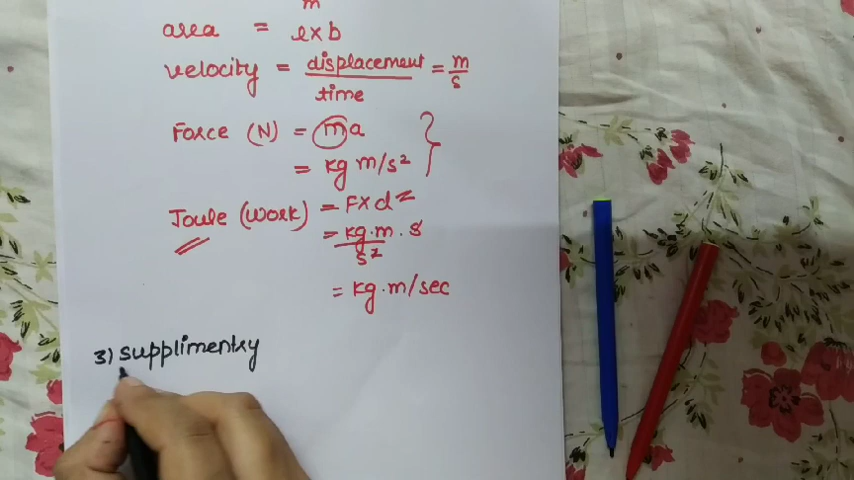 m
area = l×b
velocity = displacement/time = m/s
Force (N) = ma
= kg m/s²
Joule (work) = F×d
= kg.m/s² . s
= kg.m/sec
3) supplimentry